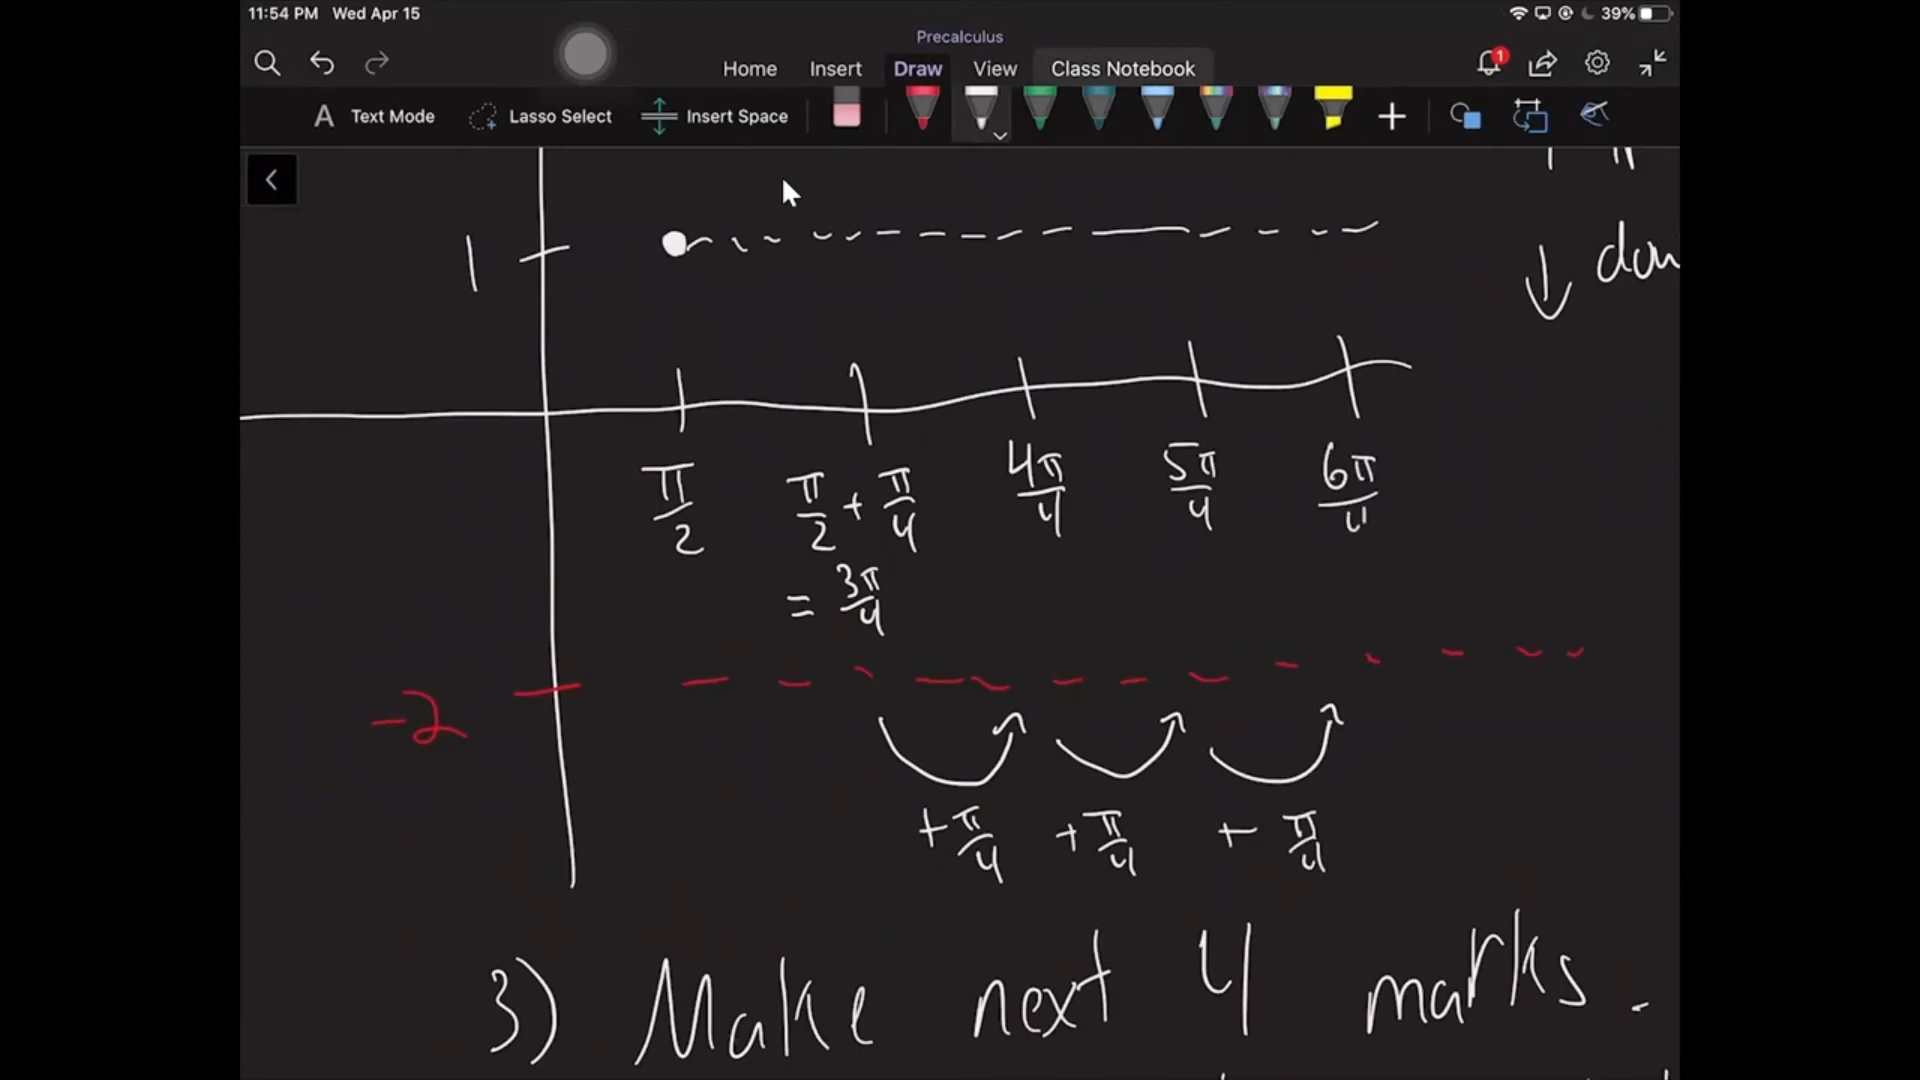 11:54 PM Wed Apr 15
39%
Precalculus
1
Home Insert Draw View Class Notebook
A Text Mode Lasso Select Insert Space
π
1
↓
π/2 π/2 + π/4 4π/4 5π/4 6π/4
= 3π/4
-2
+π/4 +π/4 + π/4
3) Make next 4 marks.